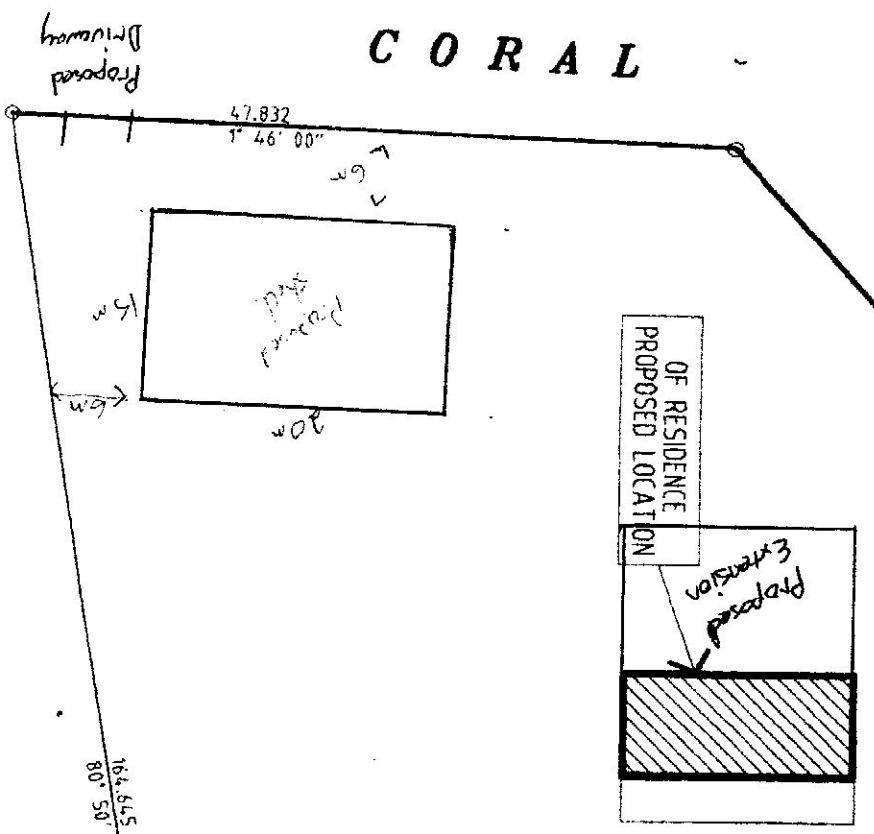 CORAL
Proposed
Driveway
47.832
1° 46' 00"
6m
Proposed
shed
15m
6m
20m
PROPOSED LOCATION
OF RESIDENCE
Proposed
Extension
164.645
80° 50'